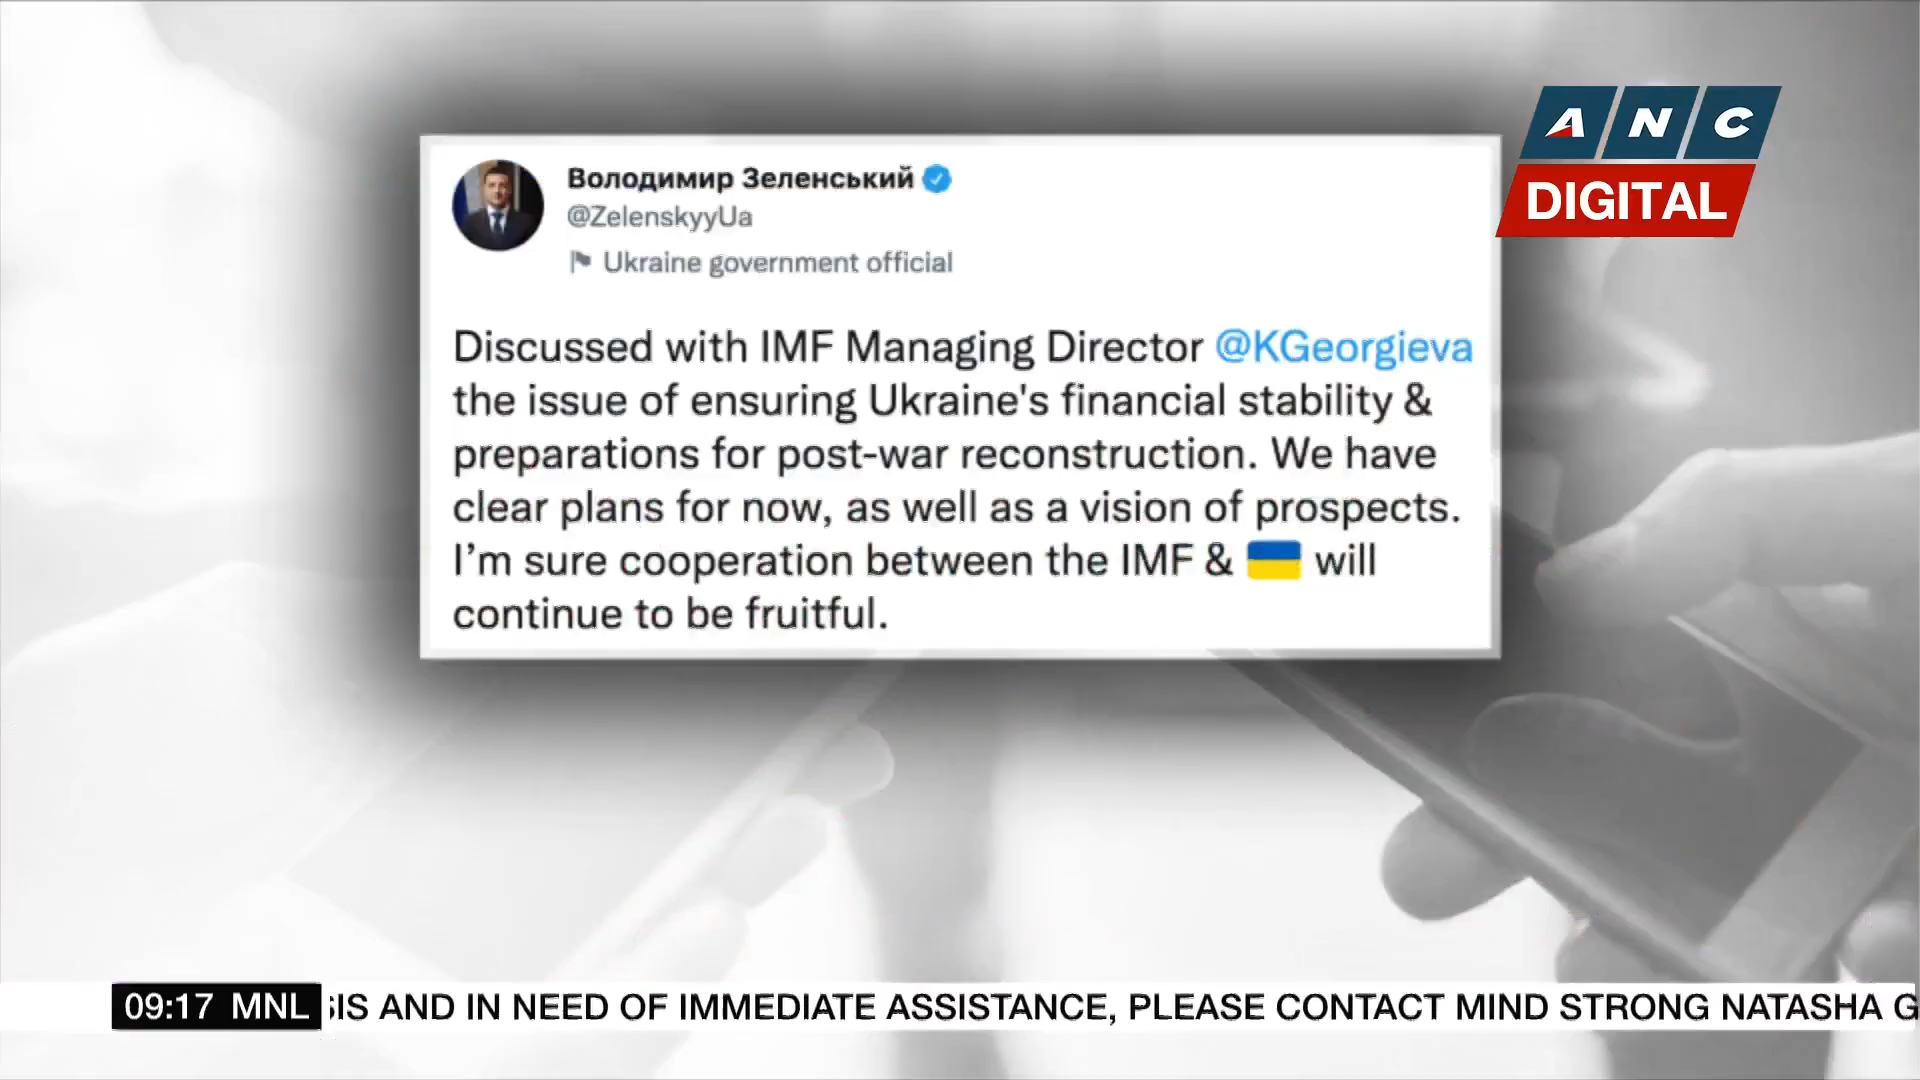 ANC
DIGITAL
Володимир Зеленський
@ZelenskyyUa
Ukraine government official
Discussed with IMF Managing Director @KGeorgieva
the issue of ensuring Ukraine's financial stability &
preparations for post-war reconstruction. We have
clear plans for now, as well as a vision of prospects.
I’m sure cooperation between the IMF & 🇺🇦 will
continue to be fruitful.
09:17 MNL SIS AND IN NEED OF IMMEDIATE ASSISTANCE, PLEASE CONTACT MIND STRONG NATASHA G